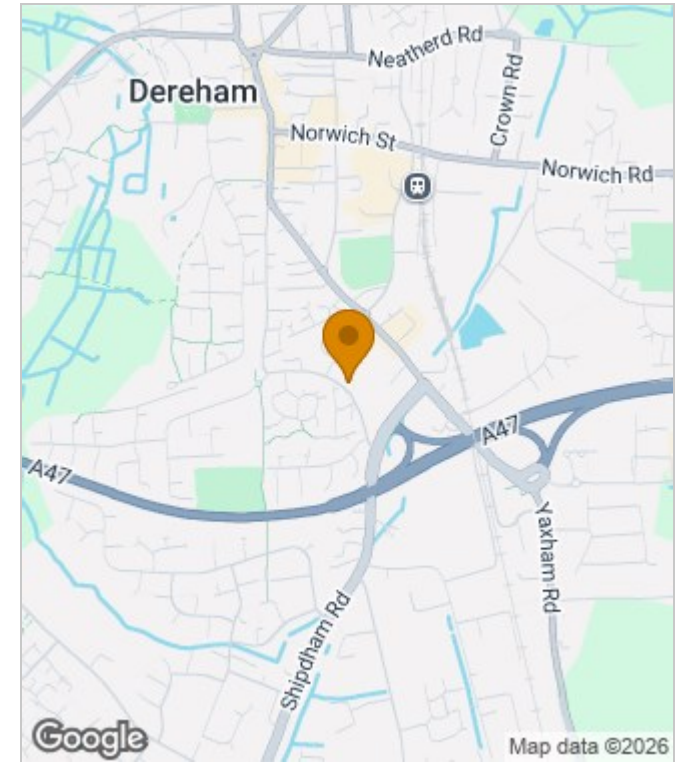 Neatherd Rd
Crown Rd
Dereham
Norwich St
Norwich Rd
A47
A47
Yaxham Rd
Shipdham Rd
Google
Map data ©2026